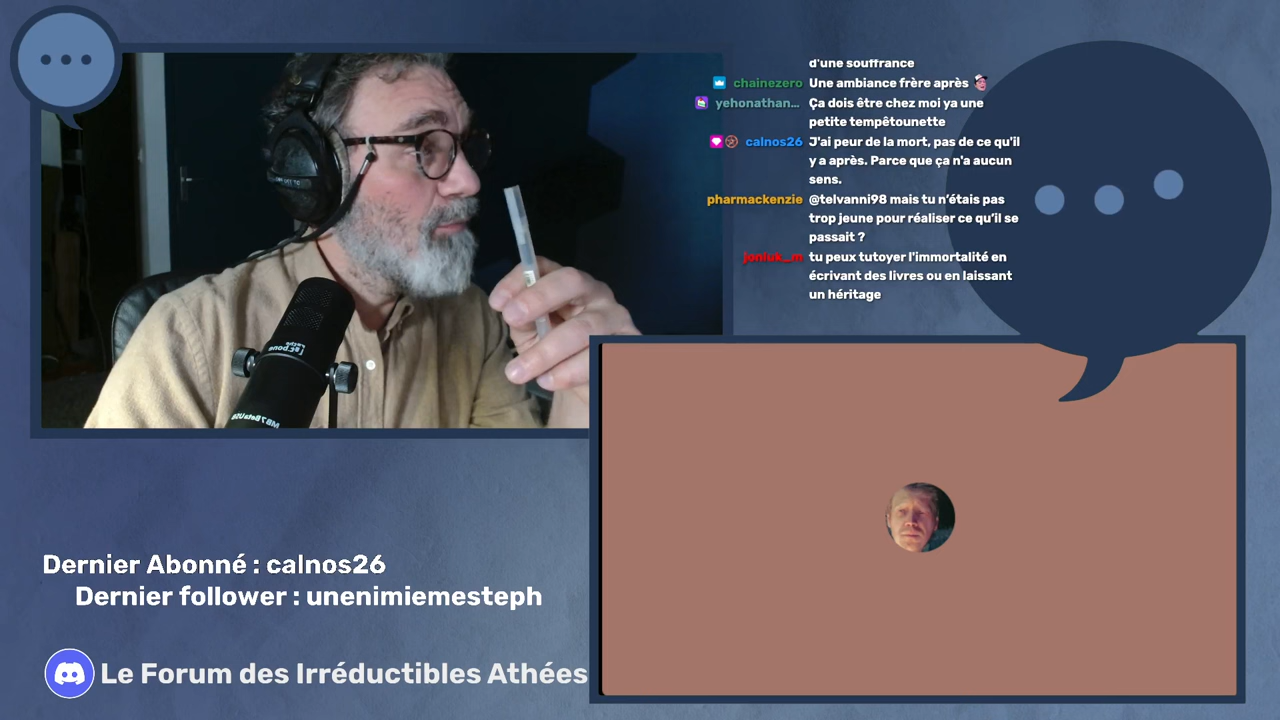 d'une souffrance
chainezero Une ambiance frère après
yehonathan... Ça dois être chez moi ya une
petite tempêtounette
calnos26 J'ai peur de la mort, pas de ce qu'il
y a après. Parce que ça n'a aucun
sens.
pharmackenzie @telvanni98 mais tu n'étais pas
trop jeune pour réaliser ce qu'il se
passait ?
joniuk_m tu peux tutoyer l'immortalité en
écrivant des livres ou en laissant
un héritage
Dernier Abonné : calnos26
Dernier follower : unenimiemesteph
Le Forum des Irréductibles Athées